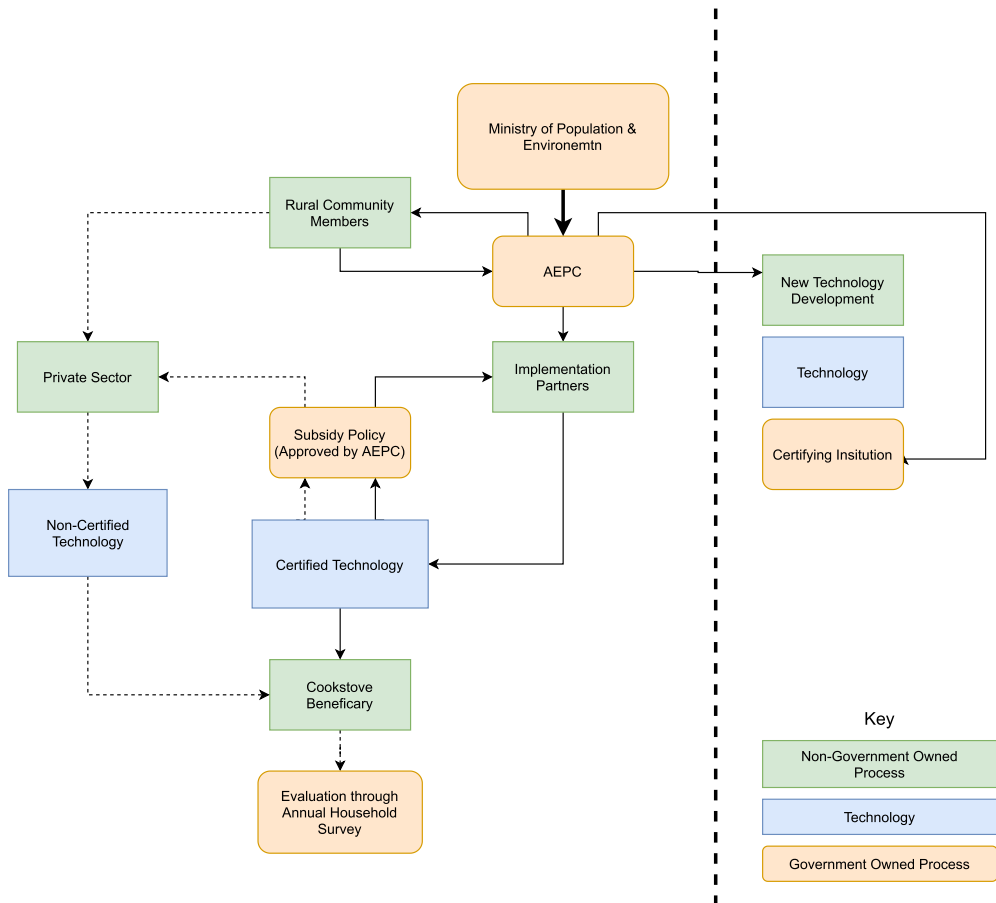 Ministry of Population &
Environemtn
Rural Community
Members
AEPC
New Technology
Development
Private Sector
Implementation
Partners
Technology
Subsidy Policy
(Approved by AEPC)
Certifying Insitution
Non-Certified
Technology
Certified Technology
Cookstove
Beneficary
Key
Non-Government Owned
Process
Evaluation through
Annual Household
Survey
Technology
Government Owned Process